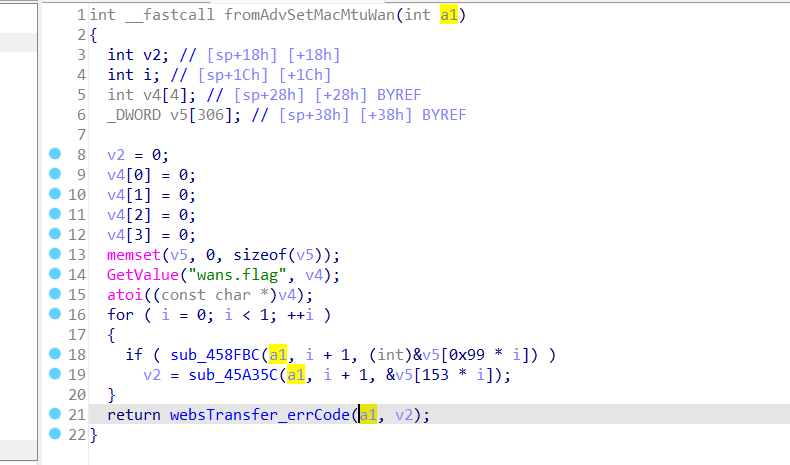 1 int __fastcall fromAdvSetMacMtuWan(int a1)
2 {
3 int v2; // [sp+18h] [+18h]
4 int i; // [sp+1Ch] [+1Ch]
5 int v4[4]; // [sp+28h] [+28h] BYREF
6 _DWORD v5[306]; // [sp+38h] [+38h] BYREF
7
8 v2 = 0;
9 v4[0] = 0;
10 v4[1] = 0;
11 v4[2] = 0;
12 v4[3] = 0;
13 memset(v5, 0, sizeof(v5));
14 GetValue("wans.flag", v4);
15 atoi((const char *)v4);
16 for ( i = 0; i < 1; ++i )
17 {
18 if ( sub_458FBC(a1, i + 1, (int)&v5[0x99 * i]) )
19 v2 = sub_45A35C(a1, i + 1, &v5[153 * i]);
20 }
21 return websTransfer_errCode(a1, v2);
22 }